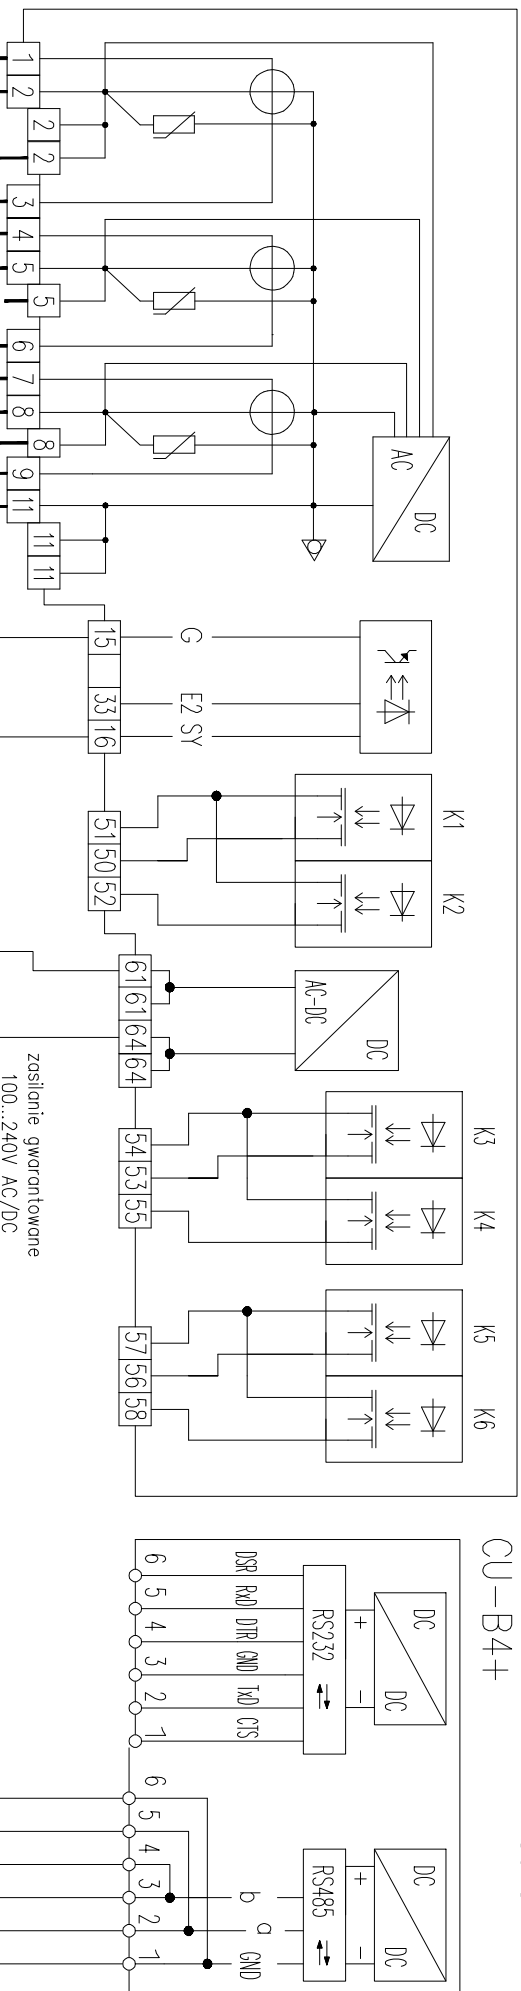 1
2
2
2
3
4
5
5
6
7
8
8
9
11
11
11
AC
DC
15
33
16
G
E2
SY
51
50
52
K1
K2
61
61
64
64
AC-DC
DC
zasilanie gwarantowane
100...240V AC/DC
54
53
55
K3
K4
57
56
58
K5
K6
CU-B4+
6
5
4
3
2
1
DSR
RxD
DTR
GND
TxD
CTS
RS232
+
-
DC
DC
6
5
4
3
2
1
b
a
GND
RS485
+
-
DC
DC